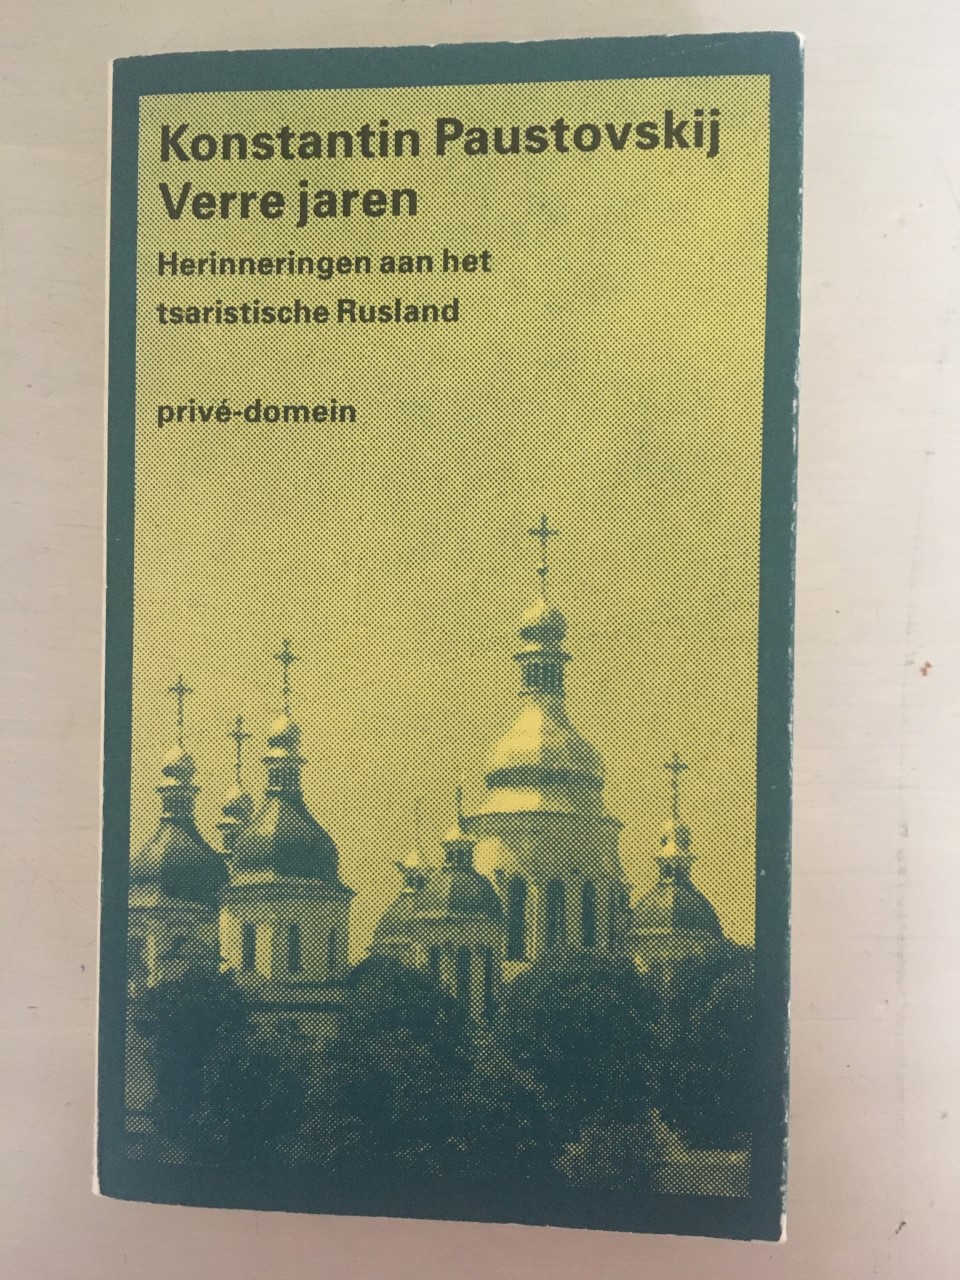 Konstantin Paustovskij
Verre jaren
Herinneringen aan het
tsaristische Rusland
privé-domein